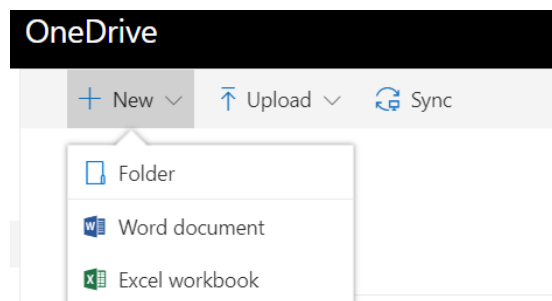 OneDrive
New Upload Sync
Folder
Word document
Excel workbook